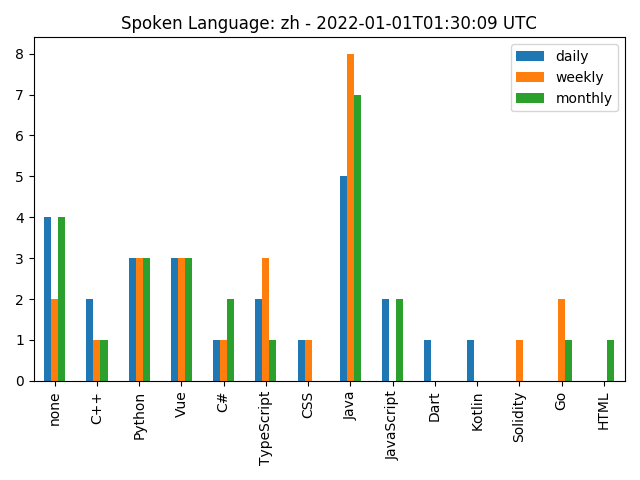 Spoken Language: zh - 2022-01-01T01:30:09 UTC
daily
weekly
monthly
8
7
6
5
4
3
2
1
0
none
C++
Python
Vue
C#
TypeScript
CSS
Java
JavaScript
Dart
Kotlin
Solidity
Go
HTML